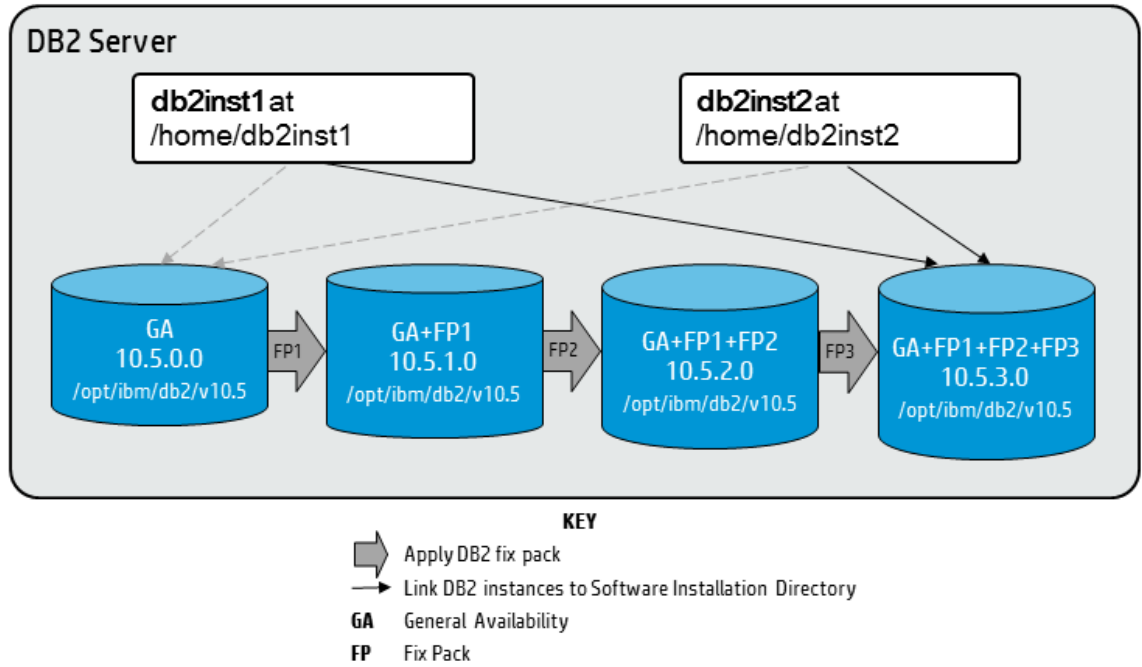 DB2 Server
db2inst1 at
/home/db2inst1
db2inst2 at
/home/db2inst2
GA
10.5.0.0
/opt/ibm/db2/v10.5
FP1
GA+FP1
10.5.1.0
/opt/ibm/db2/v10.5
FP2
GA+FP1+FP2
10.5.2.0
/opt/ibm/db2/v10.5
FP3
GA+FP1+FP2+FP3
10.5.3.0
/opt/ibm/db2/v10.5
KEY
Apply DB2 fix pack
Link DB2 instances to Software Installation Directory
GA General Availability
FP Fix Pack